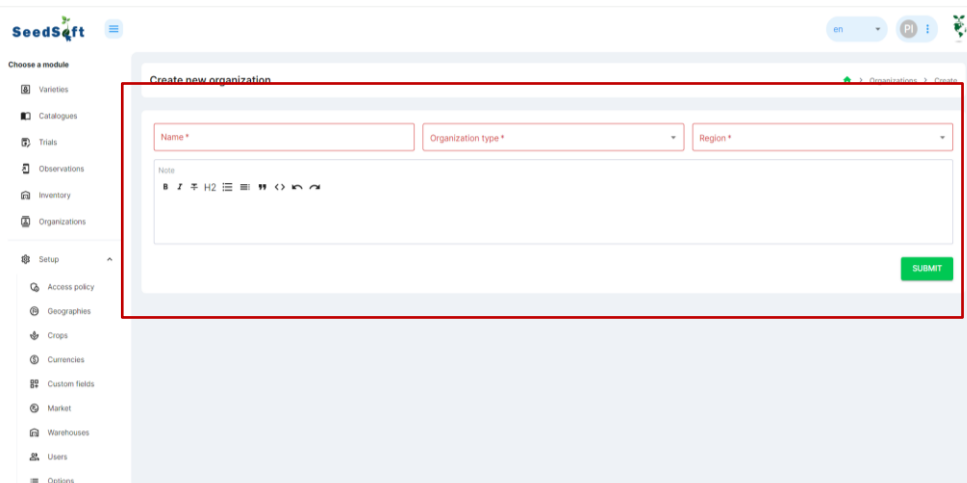 SeedSoft
en
PI
Choose a module
Varieties
Catalogues
Trials
Observations
Inventory
Organizations
Setup
Access policy
Geographies
Crops
Currencies
Custom fields
Market
Warehouses
Users
Options
Create new organization
Organizations > Create
Name *
Organization type *
Region *
Note
B I T H2
SUBMIT